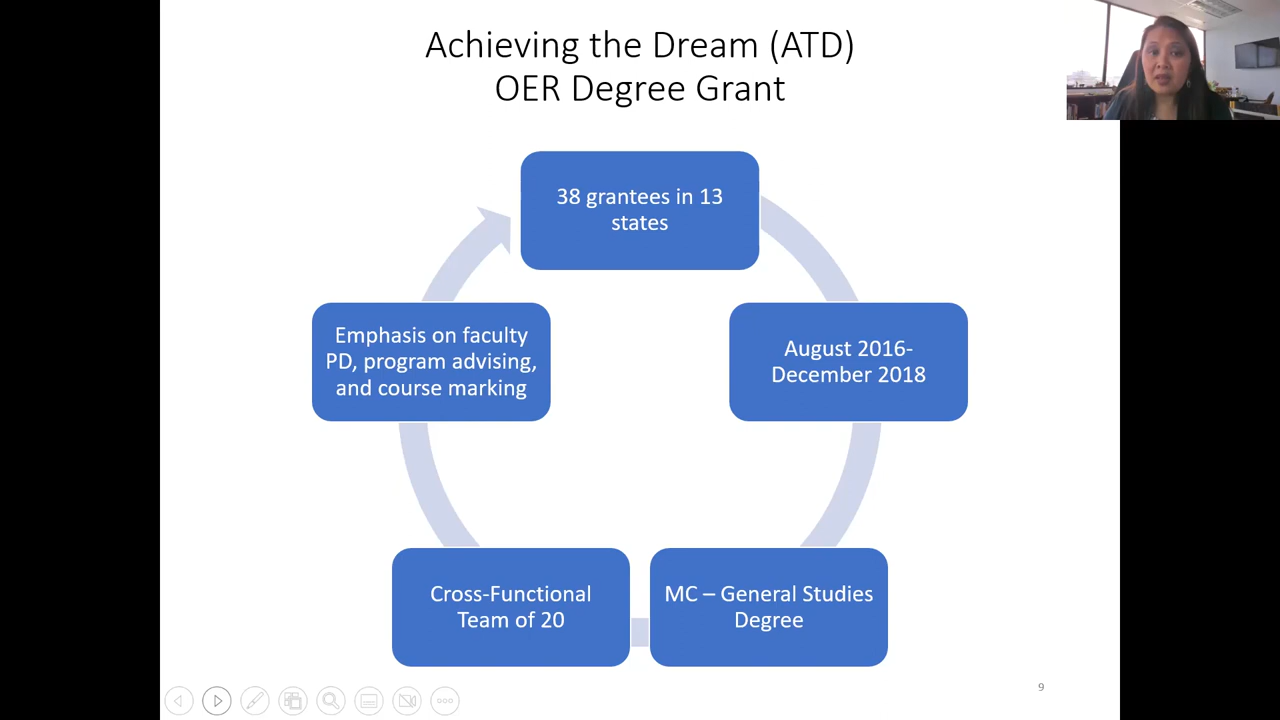 Achieving the Dream (ATD)
OER Degree Grant
38 grantees in 13
states
August 2016-
December 2018
MC – General Studies
Degree
Cross-Functional
Team of 20
Emphasis on faculty
PD, program advising,
and course marking
9